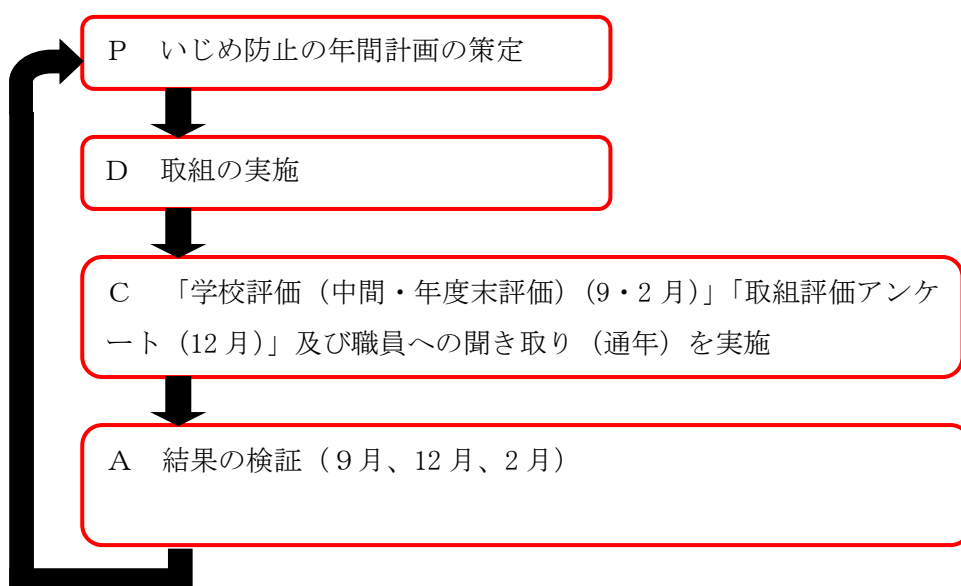 Ｐ　いじめ防止の年間計画の策定
Ｄ　取組の実施
Ｃ　「学校評価（中間・年度末評価）（9・2 月）」「取組評価アンケ
ート（12 月）」及び職員への聞き取り（通年）を実施
Ａ　結果の検証（９月、12 月、2 月）